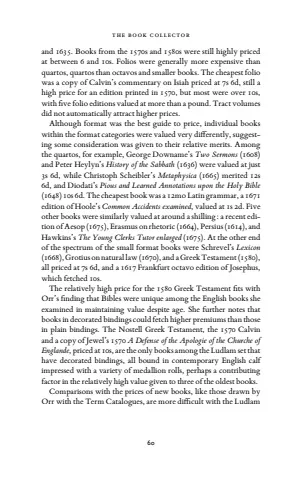 THE BOOK COLLECTOR
and 1635. Books from the 1570s and 1580s were still highly priced
at between 6 and 10s. Folios were generally more expensive than
quartos, quartos than octavos and smaller books. The cheapest folio
was a copy of Calvin's commentary on Isiah priced at 7s 6d, still a
high price for an edition printed in 1570, but most were over 10s,
with five folio editions valued at more than a pound. Tract volumes
did not automatically attract higher prices.
Although format was the best guide to price, individual books
within the format categories were valued very differently, suggest-
ing some consideration was given to their relative merits. Among
the quartos, for example, George Downame's Two Sermons (1608)
and Peter Heylyn's History of the Sabbath (1636) were valued at just
3s 6d, while Christoph Scheibler's Metaphysica (1665) merited 12s
6d, and Diodati's Pious and Learned Annotations upon the Holy Bible
(1648) 10s 6d. The cheapest book was a 12mo Latin grammar, a 1671
edition of Hoole's Common Accidents examined, valued at 1s 2d. Five
other books were similarly valued at around a shilling: a recent edi-
tion of Aesop (1675), Erasmus on rhetoric (1664), Persius (1614), and
Hawkins's The Young Clerks Tutor enlarged (1675). At the other end
of the spectrum of the small format books were Schrevel's Lexicon
(1668), Grotius on natural law (1670), and a Greek Testament (1580),
all priced at 7s 6d, and a 1617 Frankfurt octavo edition of Josephus,
which fetched 10s.
The relatively high price for the 1580 Greek Testament fits with
Orr's finding that Bibles were unique among the English books she
examined in maintaining value despite age. She further notes that
books in decorated bindings could fetch higher premiums than those
in plain bindings. The Nostell Greek Testament, the 1570 Calvin
and a copy of Jewel's 1570 A Defense of the Apologie of the Churche of
Englande, priced at 10s, are the only books among the Ludlam set that
have decorated bindings, all bound in contemporary English calf
impressed with a variety of medallion rolls, perhaps a contributing
factor in the relatively high value given to three of the oldest books.
Comparisons with the prices of new books, like those drawn by
Orr with the Term Catalogues, are more difficult with the Ludlam
60